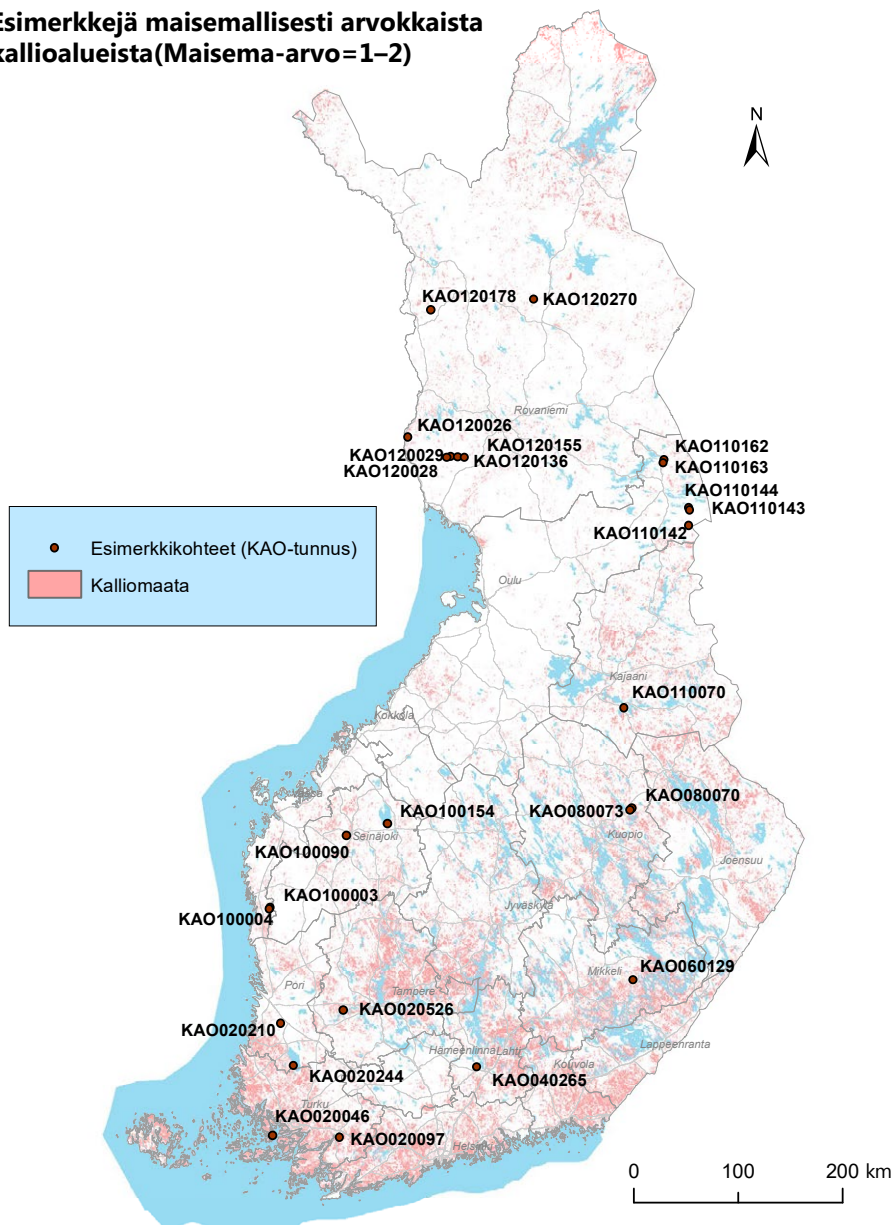 Esimerkkejä maisemallisesti arvokkaista
kallioalueista(Maisema-arvo=1–2)
N
KAO120178
KAO120270
Rovaniemi
KAO120026
KAO120155
KAO120029
KAO120136
KAO120028
KAO110162
KAO110163
KAO110144
KAO110143
KAO110142
Esimerkkikohteet (KAO-tunnus)
Kalliomaata
Oulu
Kajaani
KAO110070
Kokkola
Vaasa
KAO100154
KAO080073
KAO080070
Seinäjoki
Kuopio
KAO100090
Joensuu
KAO100003
Jyväskylä
KAO100004
KAO060129
Mikkeli
Pori
Tampere
KAO020526
KAO020210
Lappeenranta
Hämeenlinna
Lahti
Kouvola
KAO020244
KAO040265
Turku
KAO020046
KAO020097
Helsinki
0 100 200 km